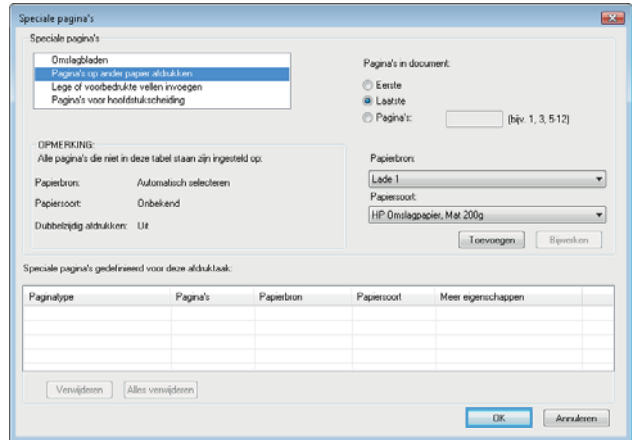 Speciale pagina's
Speciale pagina's
Omslagbladen
Pagina's op ander papier afdrukken
Lege of voorbedrukte vellen invoegen
Pagina's voor hoofdstukscheiding
Pagina's in document:
Eerste
Laatste
Pagina's: (bijv. 1, 3, 5-12)
OPMERKING:
Alle pagina's die niet in deze tabel staan zijn ingesteld op:
Papierbron: Automatisch selecteren
Papiersoort: Onbekend
Dubbelzijdig afdrukken: Uit
Papierbron:
Lade 1
Papiersoort:
HP Omslagpapier, Mat 200g
Toevoegen Bijwerken
Speciale pagina's gedefinieerd voor deze afdruktaak:
Paginatype Pagina's Papierbron Papiersoort Meer eigenschappen
Verwijderen Alles verwijderen
OK Annuleren